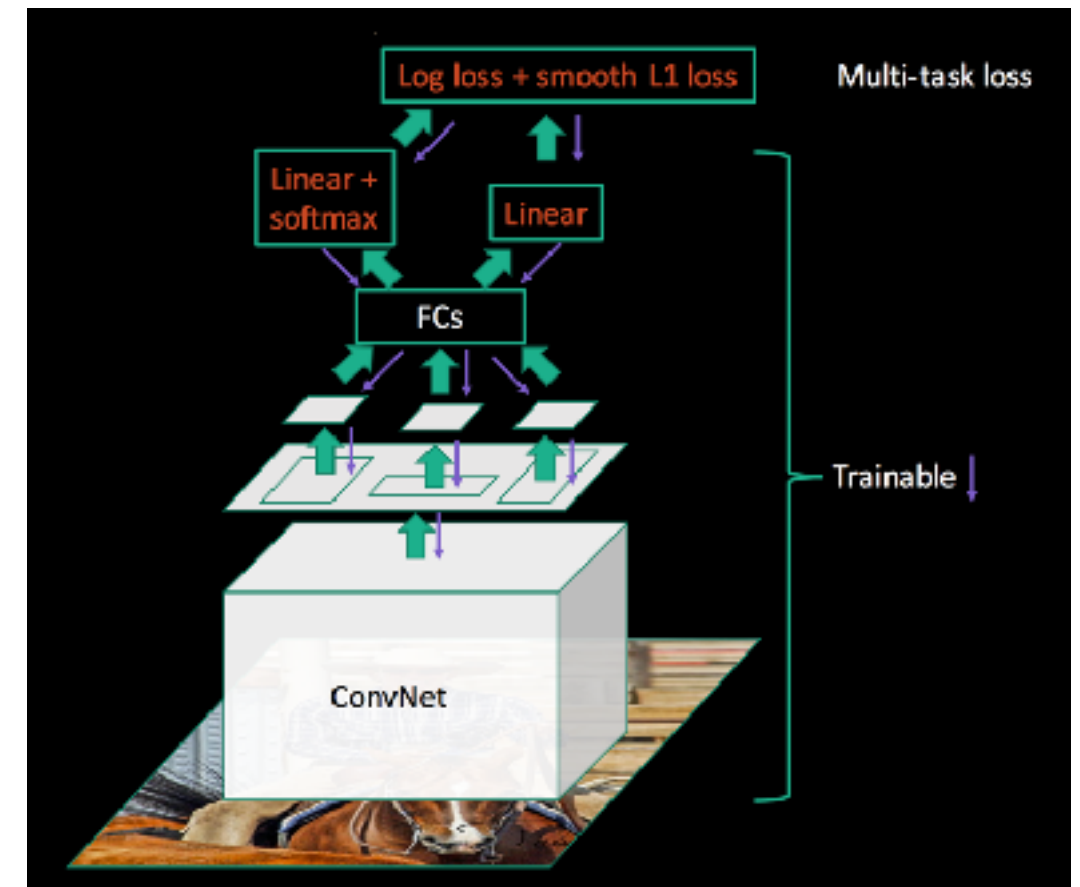 Log loss + smooth L1 loss
Multi-task loss
Linear +
softmax
Linear
FCs
Trainable
ConvNet